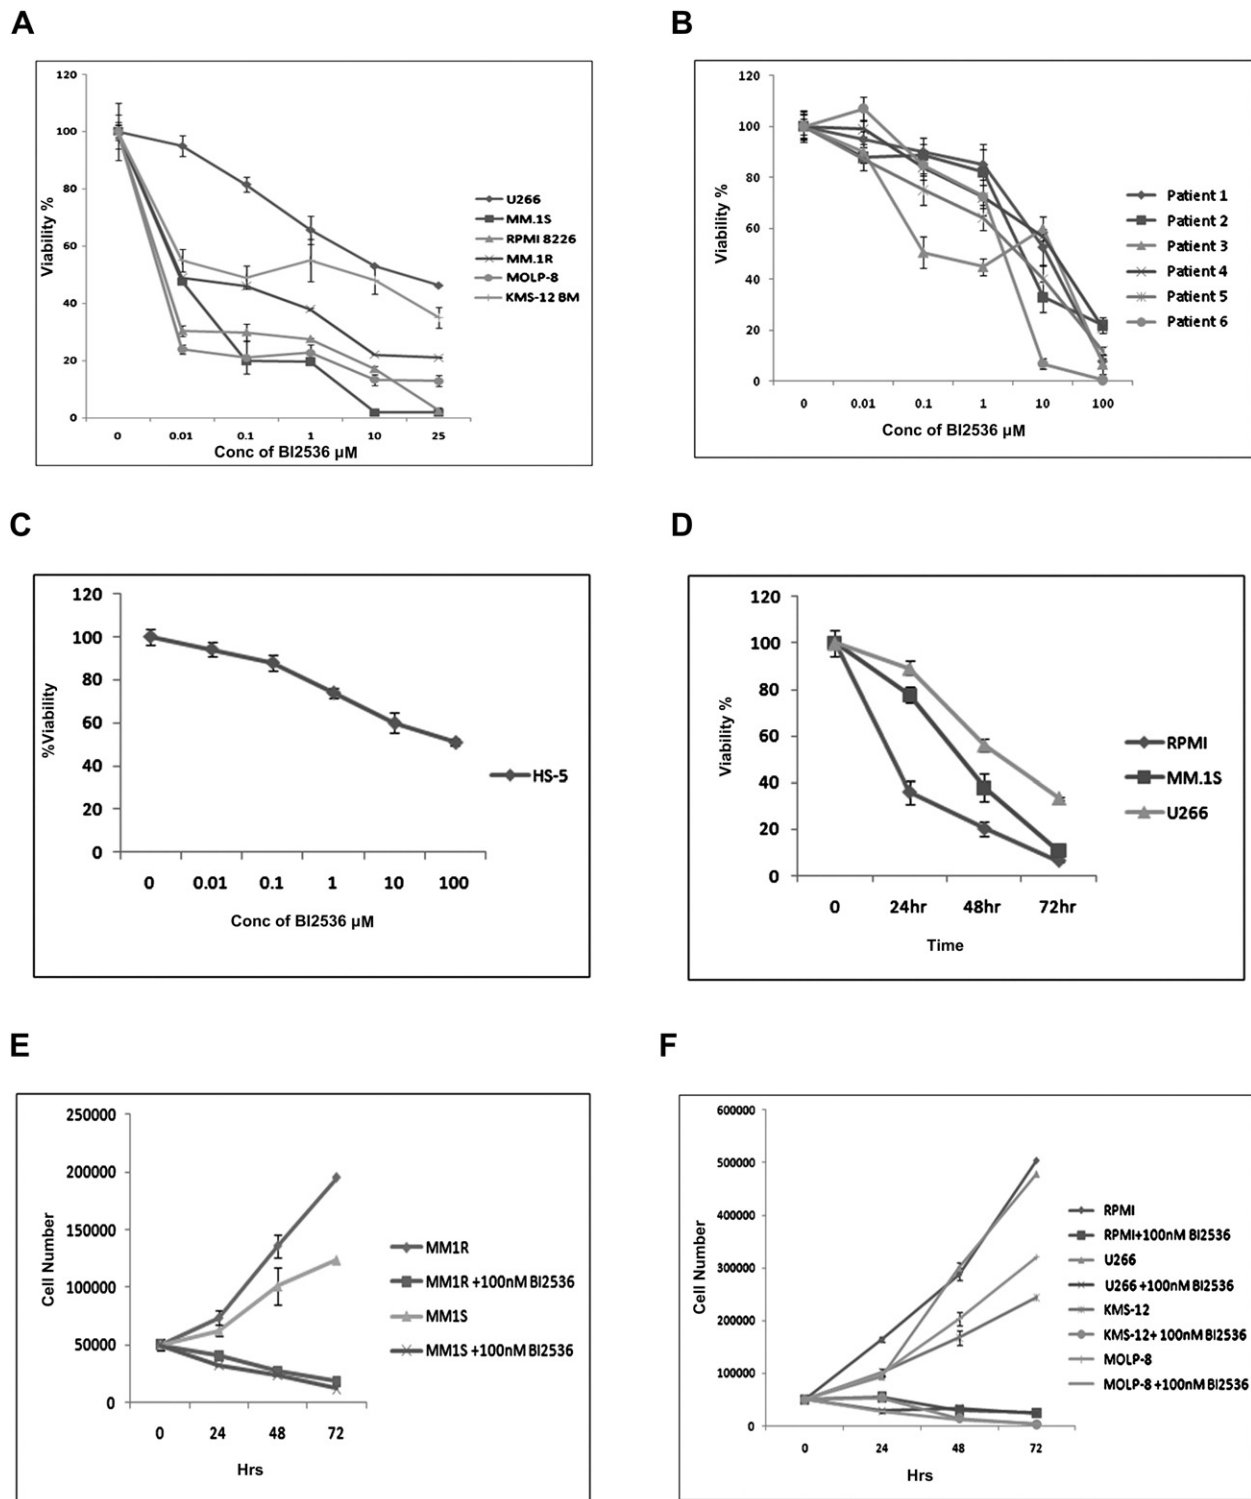 A
120
100
80
60
40
20
0
Viability %
0 0.01 0.1 1 10 25
Conc of BI2536 µM
U266
MM.1S
RPMI 8226
MM.1R
MOLP-8
KMS-12 BM
B
120
100
80
60
40
20
0
Viability %
0 0.01 0.1 1 10 100
Conc of BI2536 µM
Patient 1
Patient 2
Patient 3
Patient 4
Patient 5
Patient 6
C
120
100
80
60
40
20
0
%Viability
0 0.01 0.1 1 10 100
Conc of BI2536 µM
HS-5
D
120
100
80
60
40
20
0
Viability %
0 24hr 48hr 72hr
Time
RPMI
MM.1S
U266
E
250000
200000
150000
100000
50000
0
Cell Number
0 24 48 72
Hrs
MM1R
MM1R +100nM BI2536
MM1S
MM1S +100nM BI2536
F
600000
500000
400000
300000
200000
100000
0
Cell Number
0 24 48 72
Hrs
RPMI
RPMI+100nM BI2536
U266
U266 +100nM BI2536
KMS-12
KMS-12+ 100nM BI2536
MOLP-8
MOLP-8 +100nM BI2536